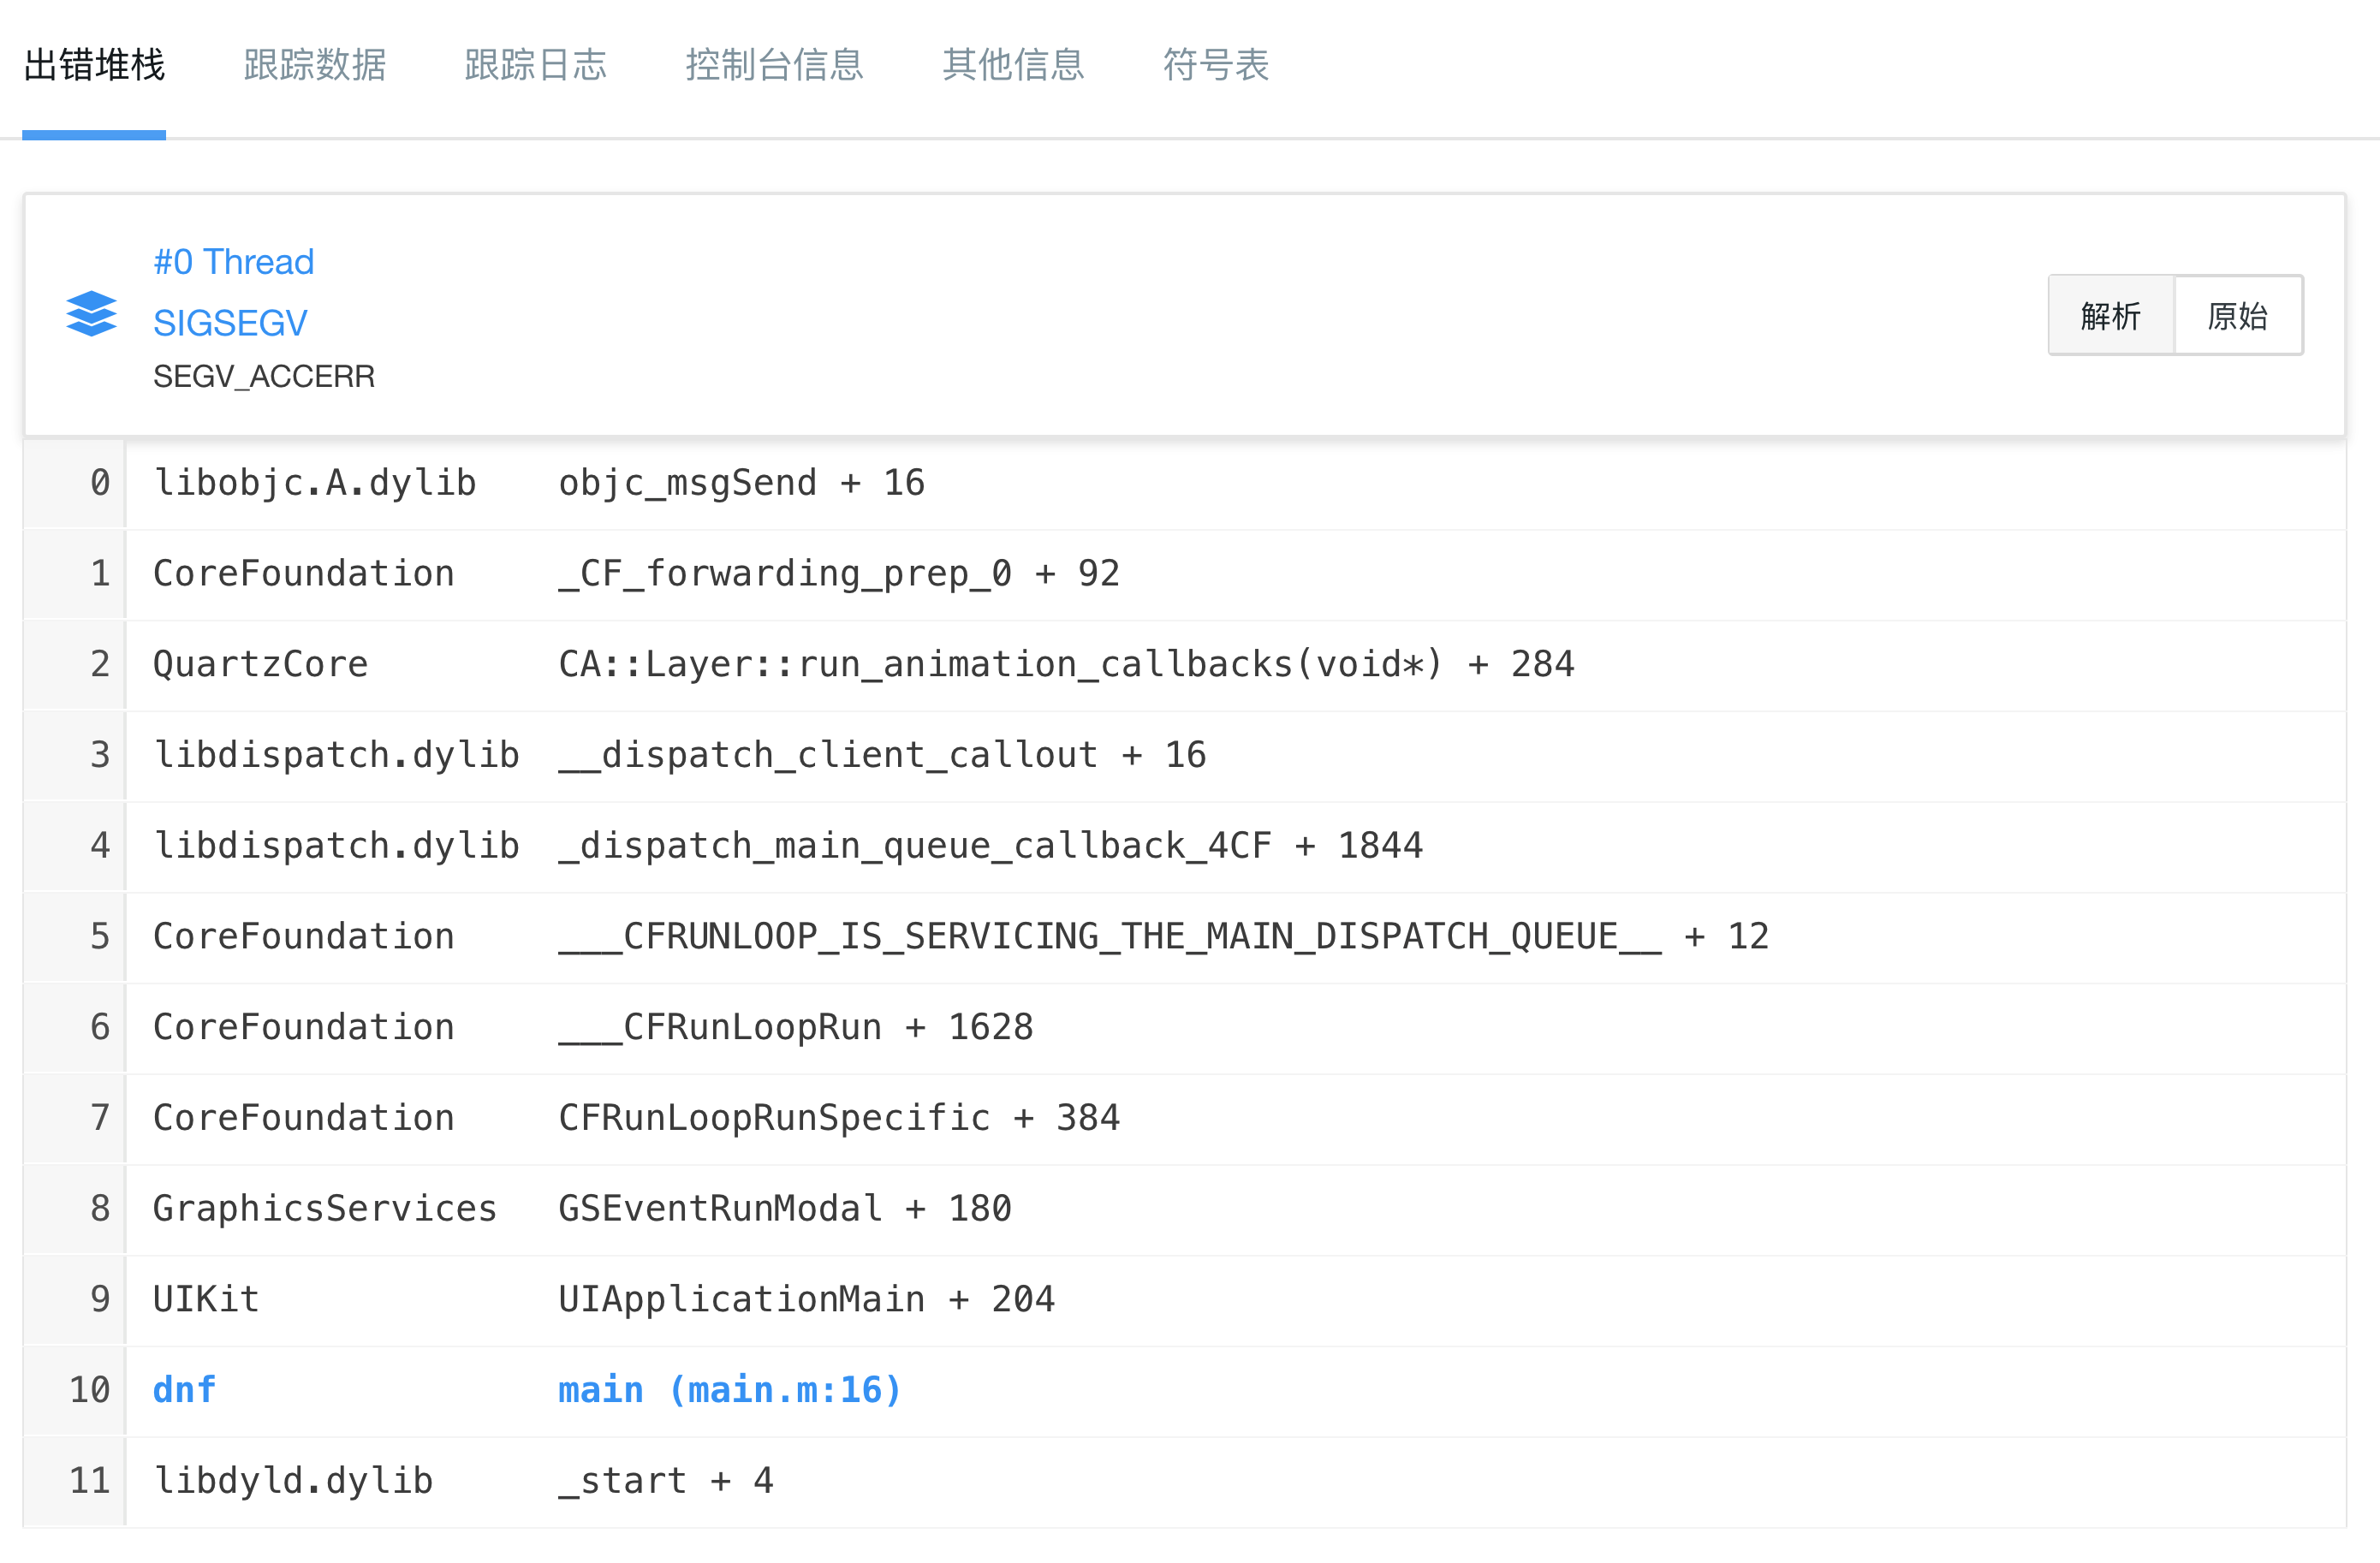 出错堆栈 跟踪数据 跟踪日志 控制台信息 其他信息 符号表
#0 Thread
SIGSEGV
SEGV_ACCERR
解析 原始
0 libobjc.A.dylib objc_msgSend + 16
1 CoreFoundation _CF_forwarding_prep_0 + 92
2 QuartzCore CA::Layer::run_animation_callbacks(void*) + 284
3 libdispatch.dylib __dispatch_client_callout + 16
4 libdispatch.dylib _dispatch_main_queue_callback_4CF + 1844
5 CoreFoundation ___CFRUNLOOP_IS_SERVICING_THE_MAIN_DISPATCH_QUEUE__ + 12
6 CoreFoundation ___CFRunLoopRun + 1628
7 CoreFoundation CFRunLoopRunSpecific + 384
8 GraphicsServices GSEventRunModal + 180
9 UIKit UIApplicationMain + 204
10 dnf main (main.m:16)
11 libdyld.dylib _start + 4